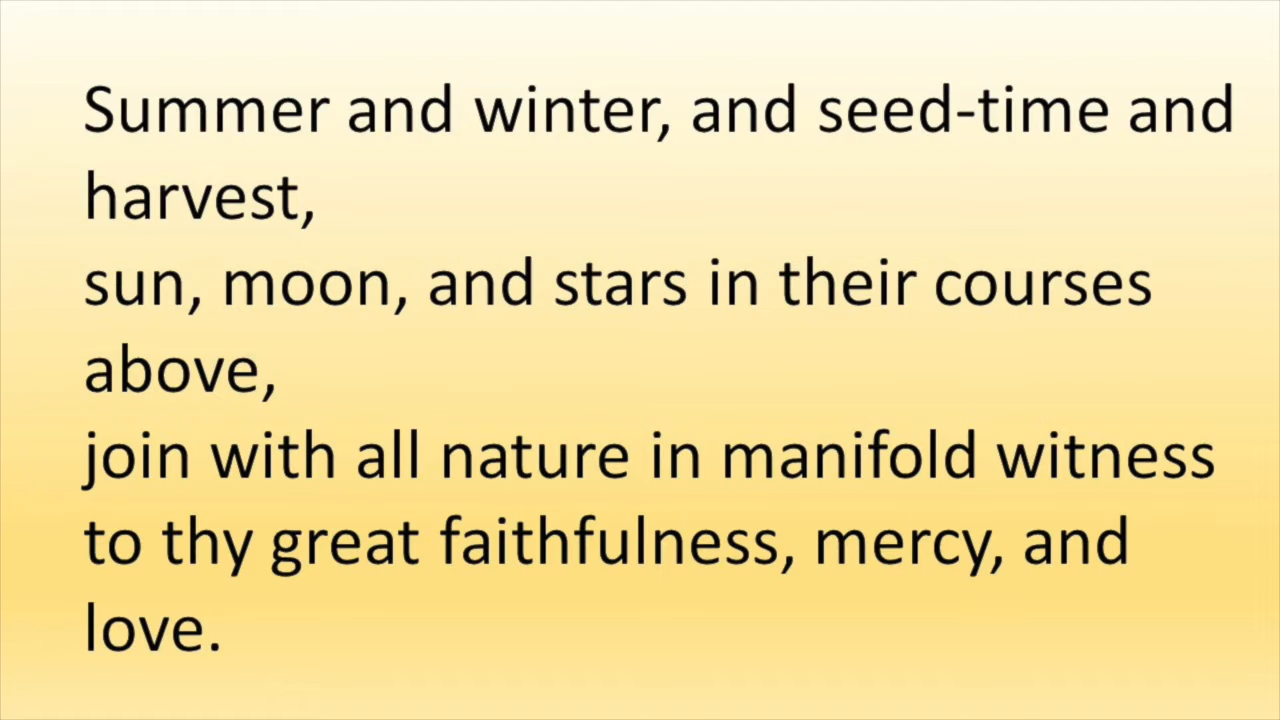 Summer and winter, and seed-time and
harvest,
sun, moon, and stars in their courses
above,
join with all nature in manifold witness
to thy great faithfulness, mercy, and
love.